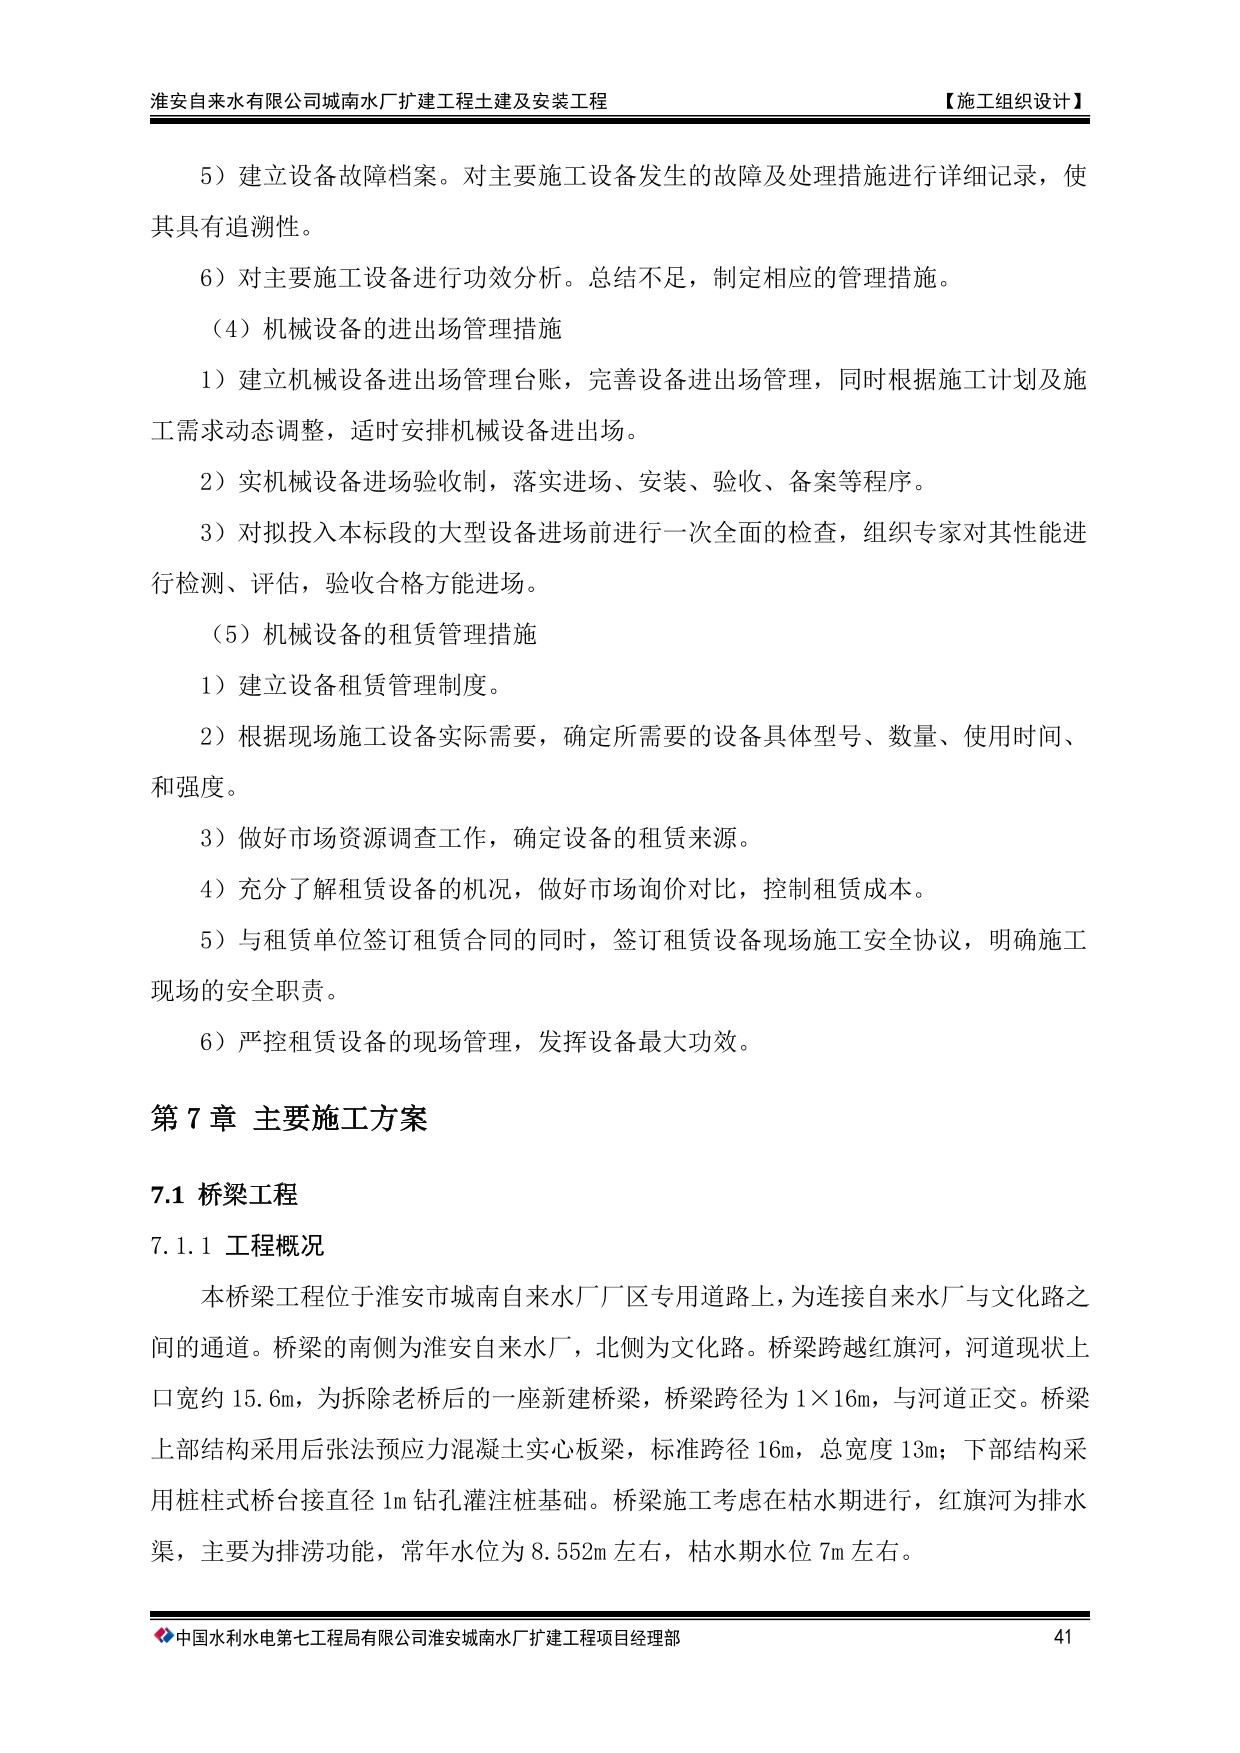 淮安自来水有限公司城南水厂扩建工程土建及安装工程 【施工组织设计】
5）建立设备故障档案。对主要施工设备发生的故障及处理措施进行详细记录，使
其具有追溯性。
6）对主要施工设备进行功效分析。总结不足，制定相应的管理措施。
（4）机械设备的进出场管理措施
1）建立机械设备进出场管理台账，完善设备进出场管理，同时根据施工计划及施
工需求动态调整，适时安排机械设备进出场。
2）实机械设备进场验收制，落实进场、安装、验收、备案等程序。
3）对拟投入本标段的大型设备进场前进行一次全面的检查，组织专家对其性能进
行检测、评估，验收合格方能进场。
（5）机械设备的租赁管理措施
1）建立设备租赁管理制度。
2）根据现场施工设备实际需要，确定所需要的设备具体型号、数量、使用时间、
和强度。
3）做好市场资源调查工作，确定设备的租赁来源。
4）充分了解租赁设备的机况，做好市场询价对比，控制租赁成本。
5）与租赁单位签订租赁合同的同时，签订租赁设备现场施工安全协议，明确施工
现场的安全职责。
6）严控租赁设备的现场管理，发挥设备最大功效。
第 7 章 主要施工方案
7.1 桥梁工程
7.1.1 工程概况
本桥梁工程位于淮安市城南自来水厂厂区专用道路上，为连接自来水厂与文化路之
间的通道。桥梁的南侧为淮安自来水厂，北侧为文化路。桥梁跨越红旗河，河道现状上
口宽约 15.6m，为拆除老桥后的一座新建桥梁，桥梁跨径为 1×16m，与河道正交。桥梁
上部结构采用后张法预应力混凝土实心板梁，标准跨径 16m，总宽度 13m；下部结构采
用桩柱式桥台接直径 1m 钻孔灌注桩基础。桥梁施工考虑在枯水期进行，红旗河为排水
渠，主要为排涝功能，常年水位为 8.552m 左右，枯水期水位 7m 左右。
中国水利水电第七工程局有限公司淮安城南水厂扩建工程项目经理部 41